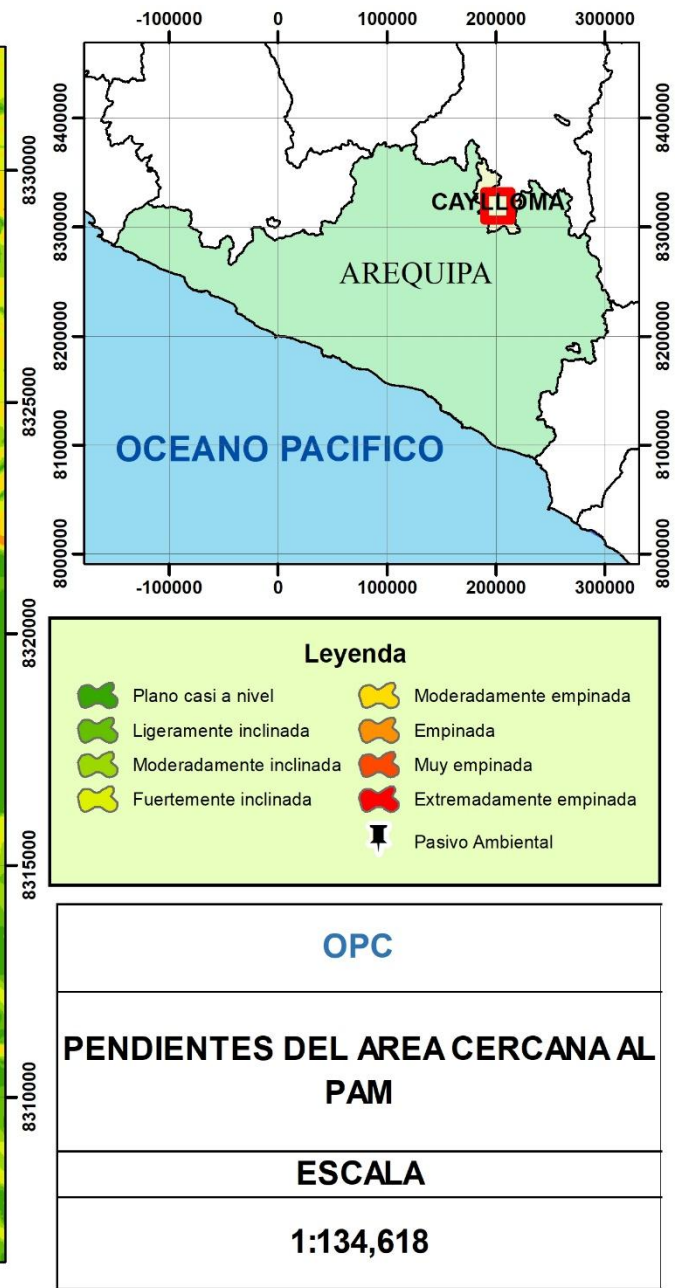 -100000 0 100000 200000 300000
8400000 8400000
8330000
CAYLLOMA
8300000 8300000
AREQUIPA
8200000 8200000
8325000
OCEANO PACIFICO
8100000 8100000
8000000 8000000
-100000 0 100000 200000 300000
8320000
Leyenda
Plano casi a nivel
Ligeramente inclinada
Moderadamente inclinada
Fuertemente inclinada
Moderadamente empinada
Empinada
Muy empinada
Extremadamente empinada
Pasivo Ambiental
8315000
OPC
PENDIENTES DEL AREA CERCANA AL
PAM
8310000
ESCALA
1:134,618